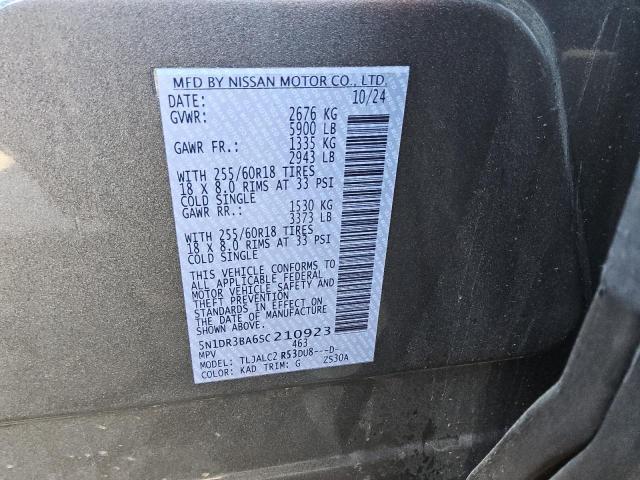 MFD BY NISSAN MOTOR CO., LTD.
DATE: 10/24
GVWR: 2676 KG
5900 LB
GAWR FR.: 1335 KG
2943 LB
WITH 255/60R18 TIRES
18 X 8.0 RIMS AT 33 PSI
COLD SINGLE
GAWR RR.: 1530 KG
3373 LB
WITH 255/60R18 TIRES
18 X 8.0 RIMS AT 33 PSI
COLD SINGLE
THIS VEHICLE CONFORMS TO
ALL APPLICABLE FEDERAL
MOTOR VEHICLE SAFETY AND
THEFT PREVENTION
STANDARDS IN EFFECT ON
THE DATE OF MANUFACTURE
SHOWN ABOVE.
5N1DR3BA6SC210923
MPV 463
MODEL: TLJALC2 R53DU8---D-
COLOR: KAD TRIM: G ZS30A